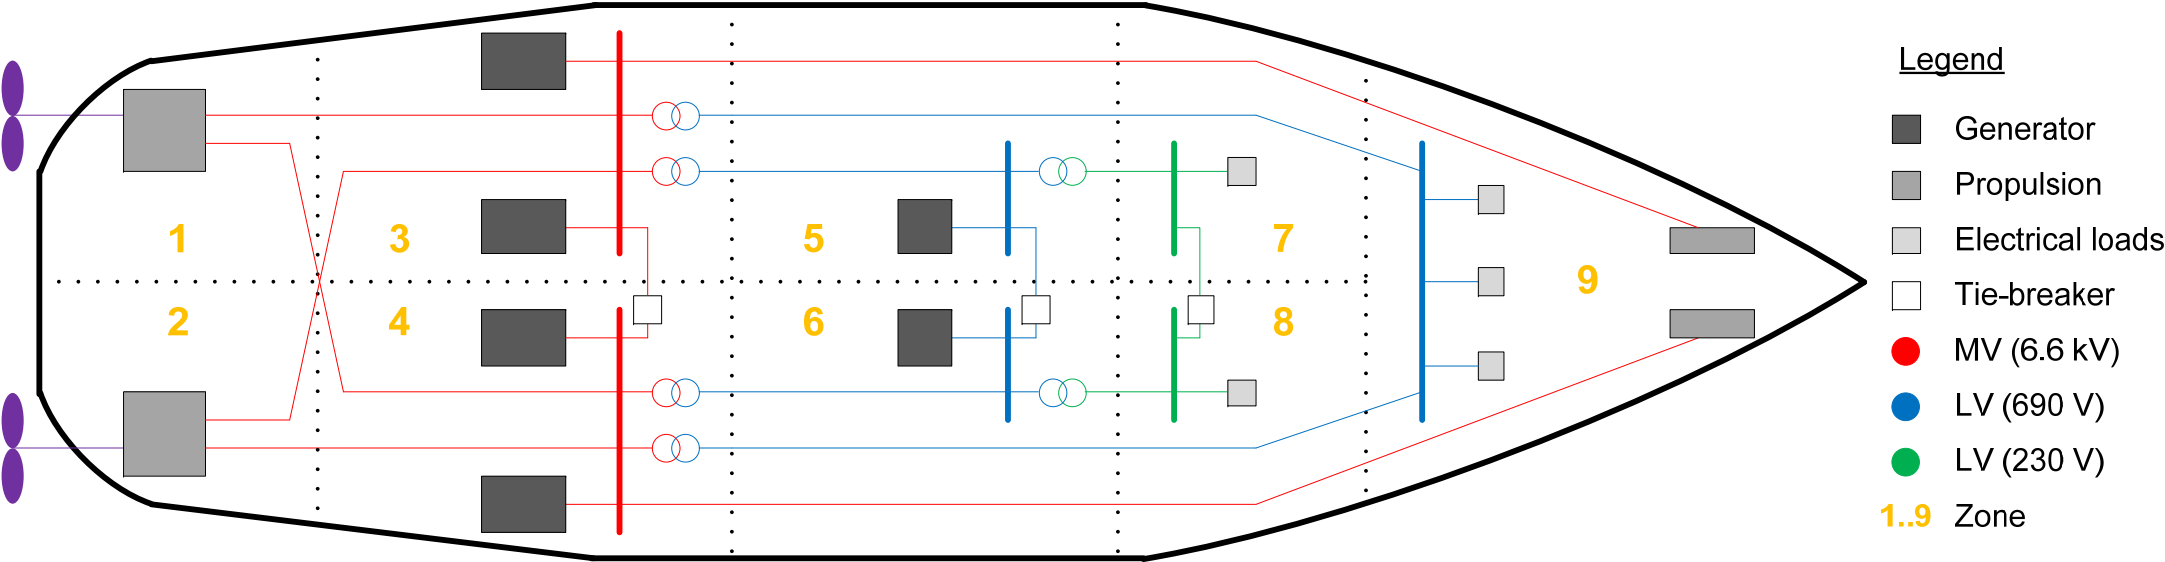 Legend
Generator
Propulsion
Electrical loads
Tie-breaker
MV (6.6 kV)
LV (690 V)
LV (230 V)
1..9 Zone
1
3
5
7
9
2
4
6
8